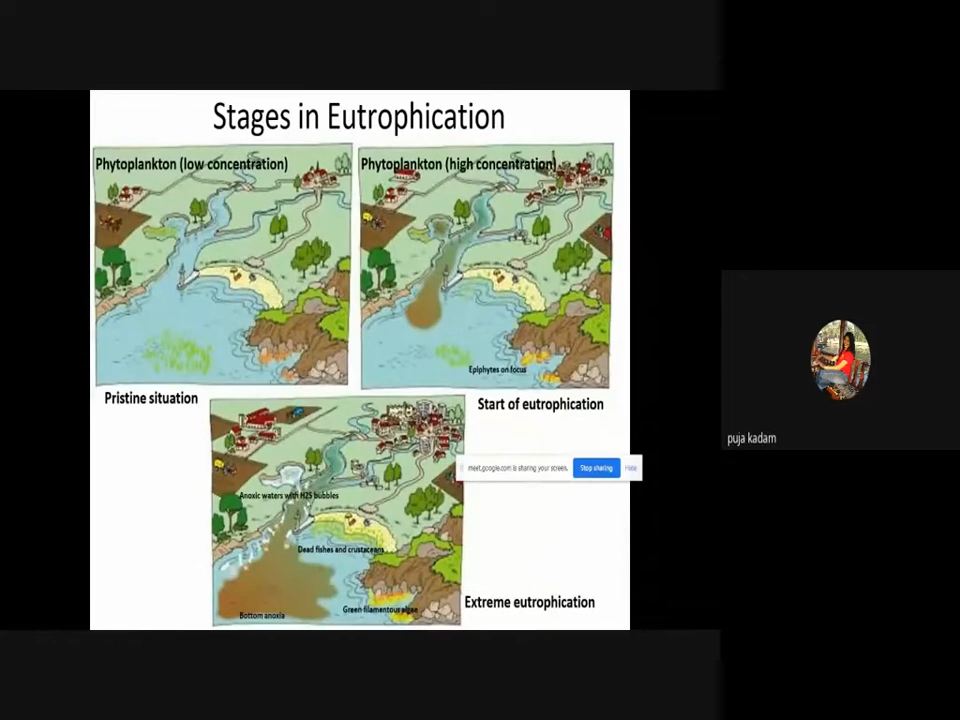 Stages in Eutrophication
Phytoplankton (low concentration)
Phytoplankton (high concentration)
Epiphytes on focus
Pristine situation
Start of eutrophication
puja kadam
meet.google.com is sharing your screen. Stop sharing Hide
Anoxic waters with H2S bubbles
Dead fishes and crustaceans
Extreme eutrophication
Green filamentous algae
Bottom anoxia